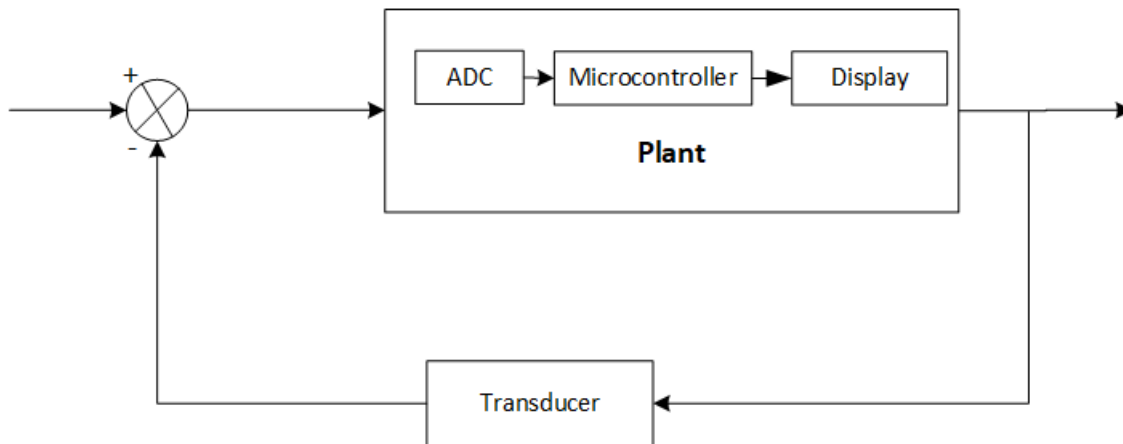 +
ADC
Microcontroller
Display
-
Plant
Transducer